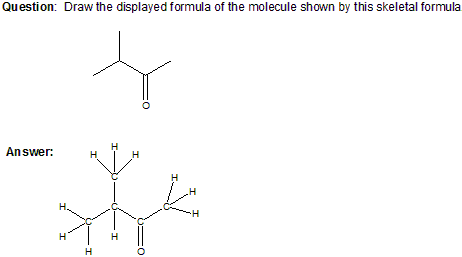 Question: Draw the displayed formula of the molecule shown by this skeletal formula
O
Answer:
H
H H
C H
H
H C C
C C H
H H
H O